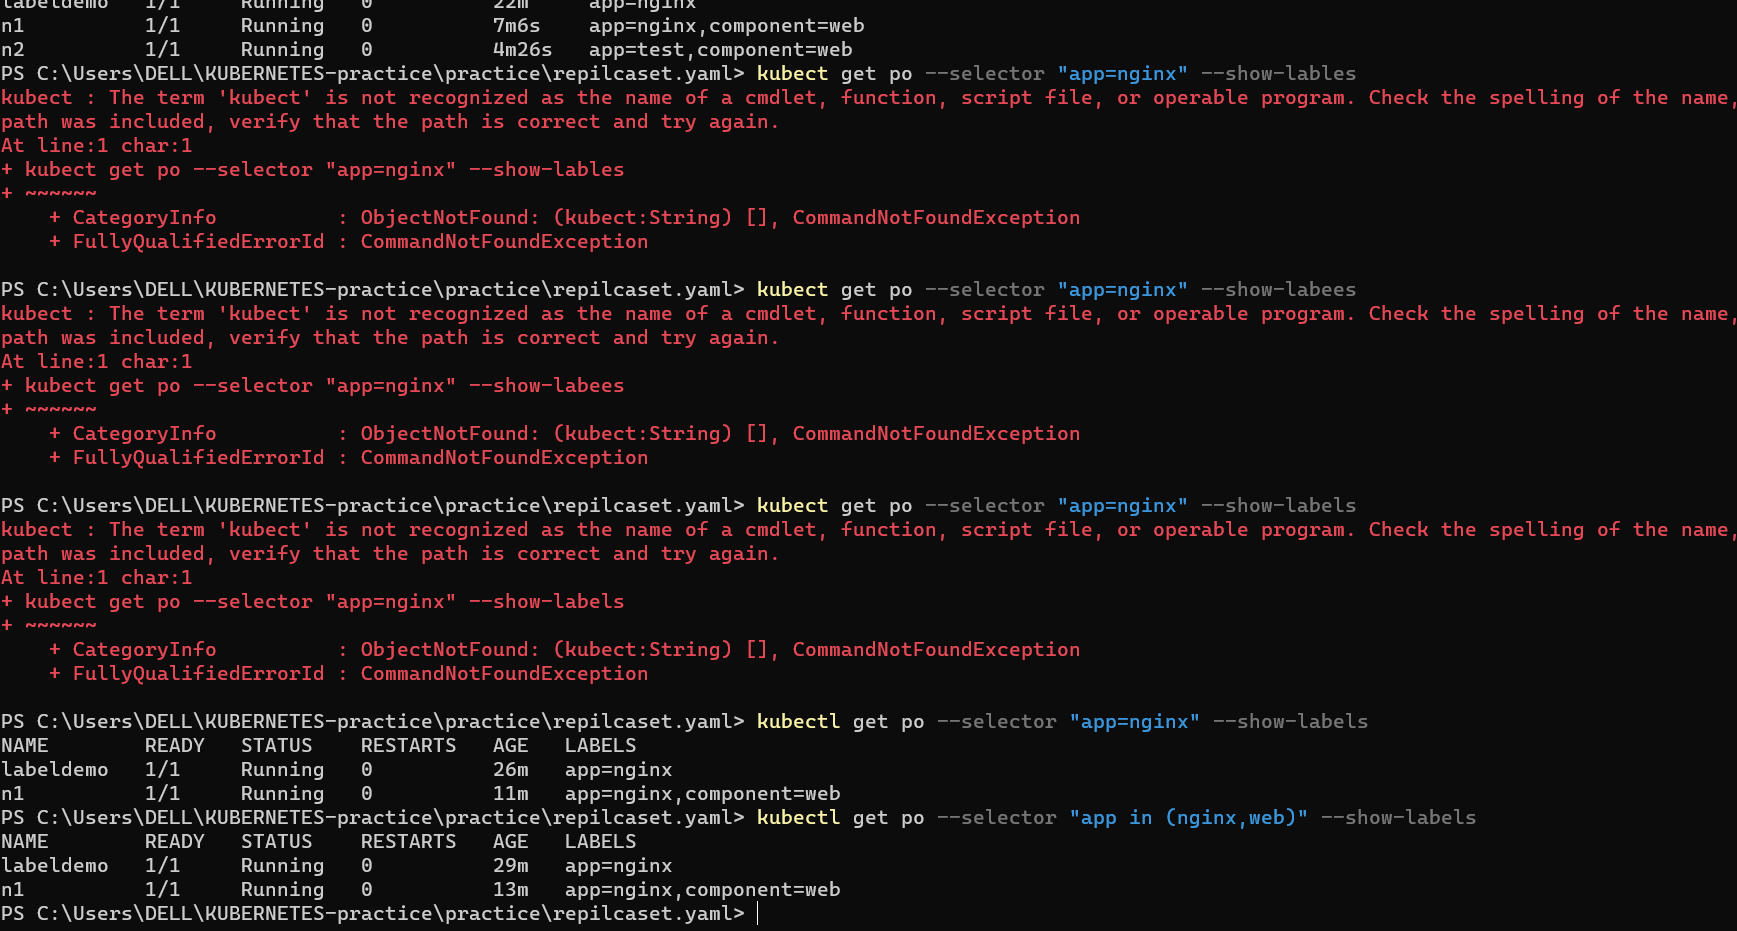 labeldemo   1/1     Running   0          22m     app=nginx
n1          1/1     Running   0          7m6s    app=nginx,component=web
n2          1/1     Running   0          4m26s   app=test,component=web
PS C:\Users\DELL\KUBERNETES-practice\practice\repilcaset.yaml> kubect get po --selector "app=nginx" --show-lables
kubect : The term 'kubect' is not recognized as the name of a cmdlet, function, script file, or operable program. Check the spelling of the name,
path was included, verify that the path is correct and try again.
At line:1 char:1
+ kubect get po --selector "app=nginx" --show-lables
+ ~~~~~~
    + CategoryInfo          : ObjectNotFound: (kubect:String) [], CommandNotFoundException
    + FullyQualifiedErrorId : CommandNotFoundException

PS C:\Users\DELL\KUBERNETES-practice\practice\repilcaset.yaml> kubect get po --selector "app=nginx" --show-labees
kubect : The term 'kubect' is not recognized as the name of a cmdlet, function, script file, or operable program. Check the spelling of the name,
path was included, verify that the path is correct and try again.
At line:1 char:1
+ kubect get po --selector "app=nginx" --show-labees
+ ~~~~~~
    + CategoryInfo          : ObjectNotFound: (kubect:String) [], CommandNotFoundException
    + FullyQualifiedErrorId : CommandNotFoundException

PS C:\Users\DELL\KUBERNETES-practice\practice\repilcaset.yaml> kubect get po --selector "app=nginx" --show-labels
kubect : The term 'kubect' is not recognized as the name of a cmdlet, function, script file, or operable program. Check the spelling of the name,
path was included, verify that the path is correct and try again.
At line:1 char:1
+ kubect get po --selector "app=nginx" --show-labels
+ ~~~~~~
    + CategoryInfo          : ObjectNotFound: (kubect:String) [], CommandNotFoundException
    + FullyQualifiedErrorId : CommandNotFoundException

PS C:\Users\DELL\KUBERNETES-practice\practice\repilcaset.yaml> kubectl get po --selector "app=nginx" --show-labels
NAME        READY   STATUS    RESTARTS   AGE   LABELS
labeldemo   1/1     Running   0          26m   app=nginx
n1          1/1     Running   0          11m   app=nginx,component=web
PS C:\Users\DELL\KUBERNETES-practice\practice\repilcaset.yaml> kubectl get po --selector "app in (nginx,web)" --show-labels
NAME        READY   STATUS    RESTARTS   AGE   LABELS
labeldemo   1/1     Running   0          29m   app=nginx
n1          1/1     Running   0          13m   app=nginx,component=web
PS C:\Users\DELL\KUBERNETES-practice\practice\repilcaset.yaml>